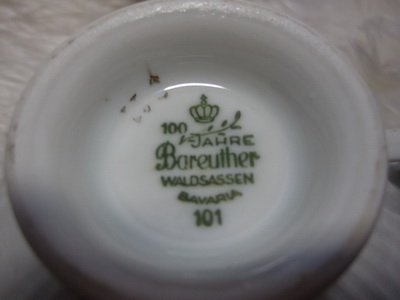 100
JAHRE
Bareuther
WALDSASSEN
BAVARIA
101